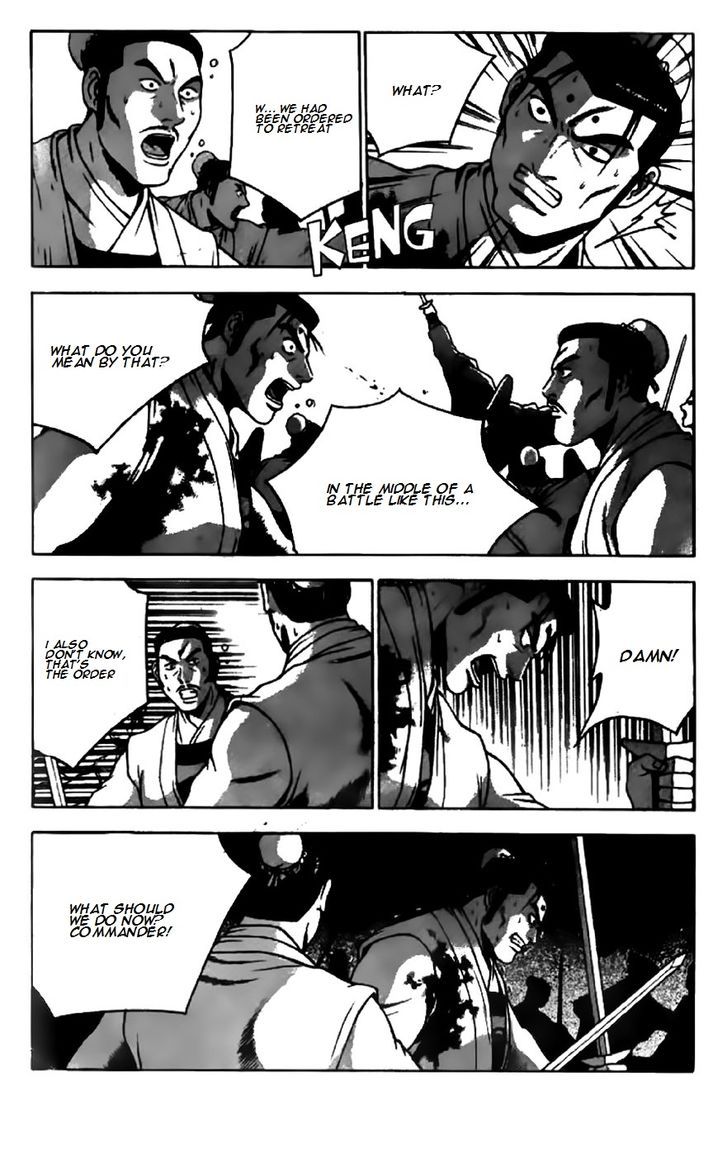 W... WE HAD
BEEN ORDERED
TO RETREAT
WHAT?
KENG
WHAT DO YOU
MEAN BY THAT?
IN THE MIDDLE OF A
BATTLE LIKE THIS...
I ALSO
DON'T KNOW,
THAT'S
THE ORDER
DAMN!
WHAT SHOULD
WE DO NOW?
COMMANDER!